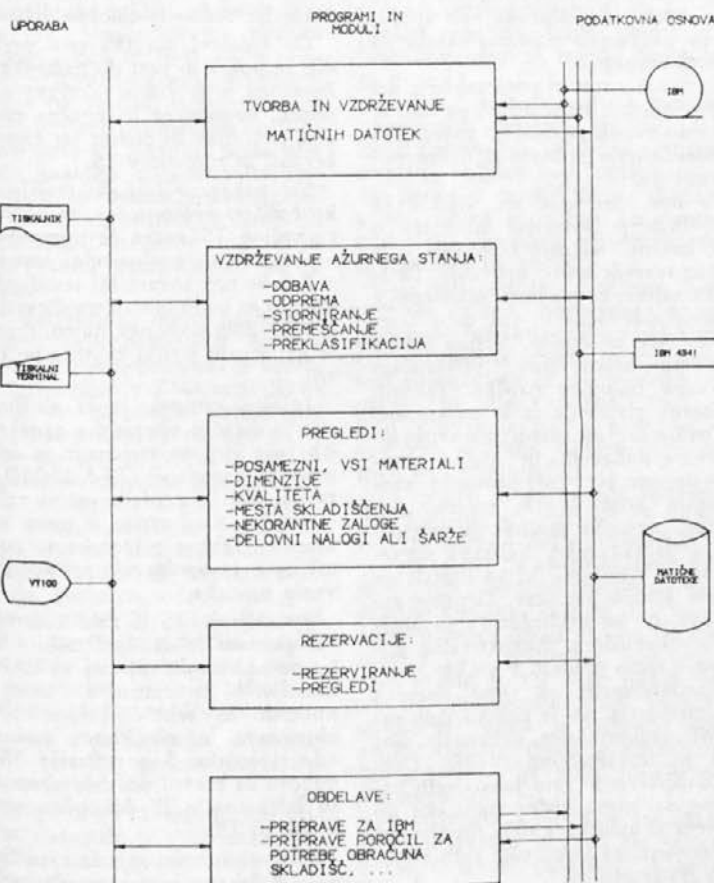 UPORABA
PROGRAMI IN
MODULI
PODATKOVNA OSNOVA
IBM
TVORBA IN VZDRŽEVANJE
MATIČNIH DATOTEK
TISKALNIK
VZDRŽEVANJE AŽURNEGA STANJA:
-DOBAVA
-ODPREMA
-STORNIRANJE
-PREMEŠČANJE
-PREKLASIFIKACIJA
IBM 4341
TISKALNI
TERMINAL
PREGLEDI:
-POSAMEZNI, VSI MATERIALI
-DIMENZIJE
-KVALITETA
-MESTA SKLADIŠČENJA
-NEKORANTNE ZALOGE
-DELOVNI NALOGI ALI ŠARŽE
VT100
MATIČNE
DATOTEKE
REZERVACIJE:
-REZERVIRANJE
-PREGLEDI
OBDELAVE:
-PRIPRAVE ZA IBM
-PRIPRAVE POROČIL ZA
POTREBE OBRAČUNA
SKLADIŠČ, ...